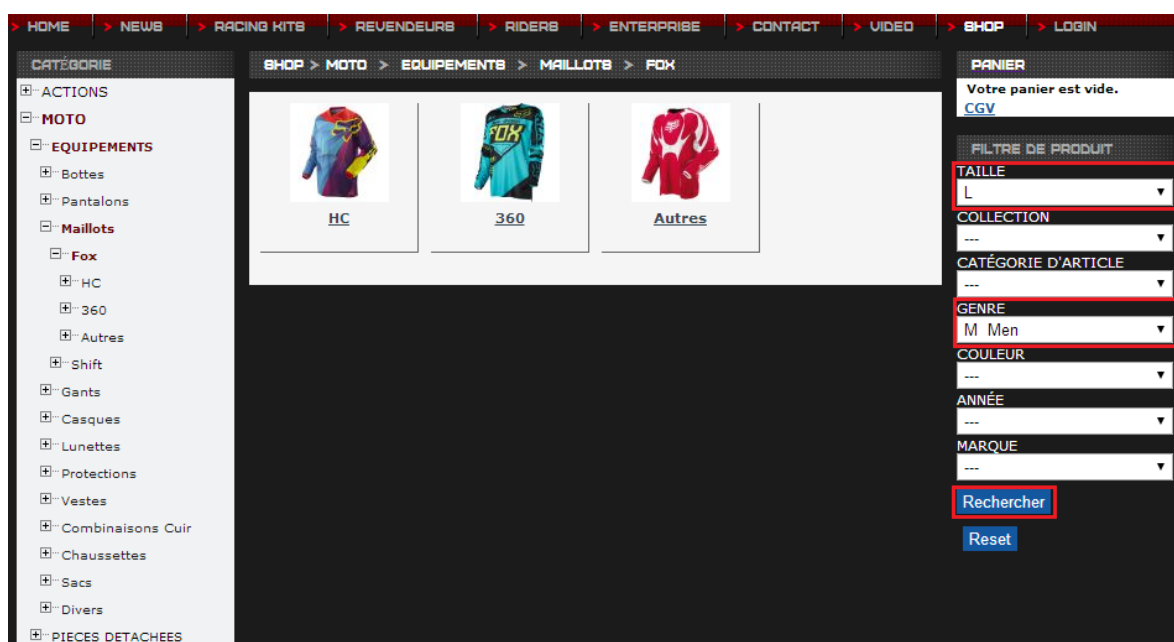 > HOME > NEWS > RACING KITS > REVENDEURS > RIDERS > ENTERPRISE > CONTACT > VIDEO > SHOP > LOGIN
CATÉGORIE
ACTIONS
MOTO
EQUIPEMENTS
Bottes
Pantalons
Maillots
Fox
HC
360
Autres
Shift
Gants
Casques
Lunettes
Protections
Vestes
Combinaisons Cuir
Chaussettes
Sacs
Divers
PIECES DETACHEES
SHOP > MOTO > EQUIPEMENTS > MAILLOTS > FOX
FOX
HC
360
Autres
PANIER
Votre panier est vide.
CGV
FILTRE DE PRODUIT
TAILLE
L
COLLECTION
---
CATÉGORIE D'ARTICLE
---
GENRE
M Men
COULEUR
---
ANNÉE
---
MARQUE
---
Rechercher
Reset